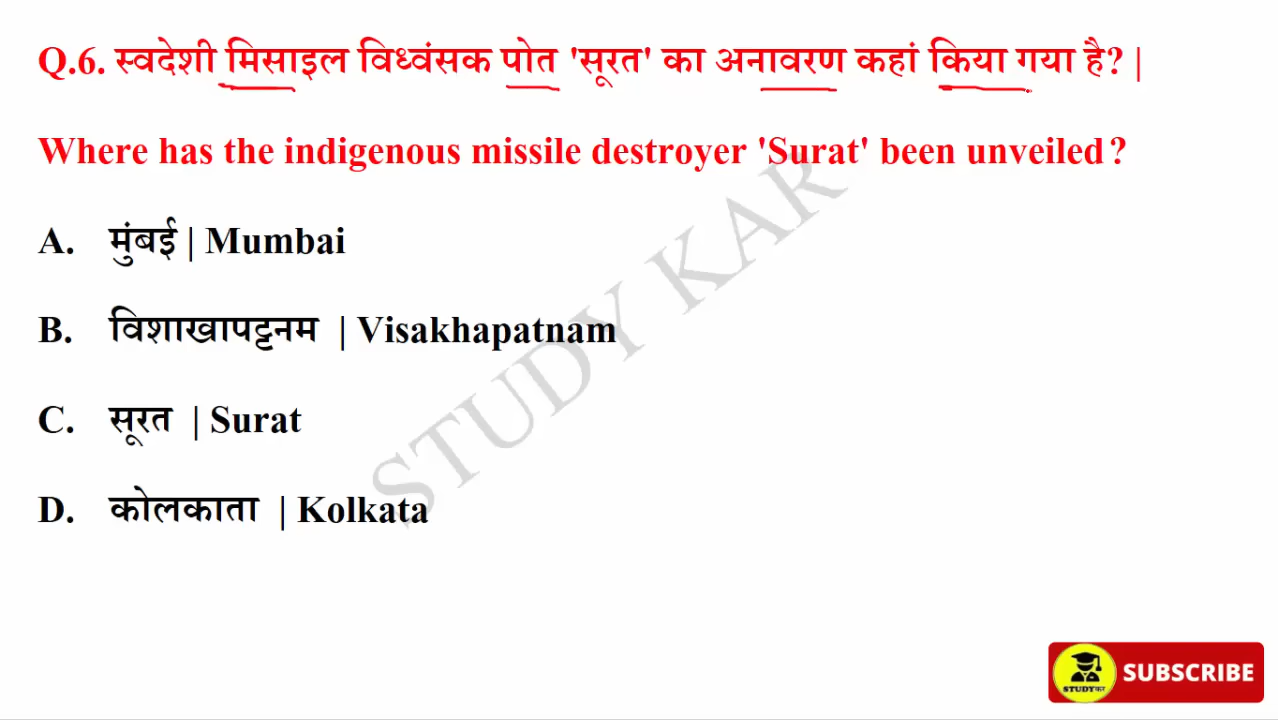 Q.6. स्वदेशी मिसाइल विध्वंसक पोत 'सूरत' का अनावरण कहां किया गया है? |
Where has the indigenous missile destroyer 'Surat' been unveiled?
A. मुंबई | Mumbai
B. विशाखापट्टनम | Visakhapatnam
C. सूरत | Surat
D. कोलकाता | Kolkata
STUDY KAR
STUDYकर
SUBSCRIBE